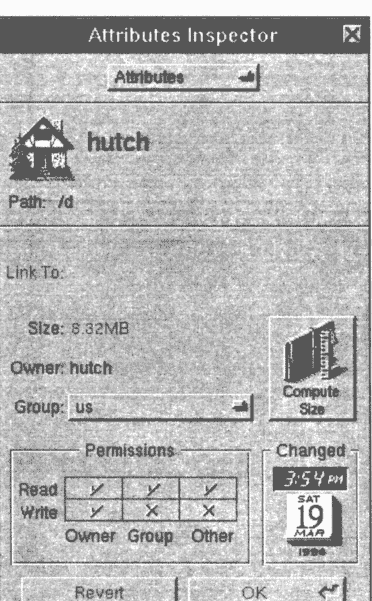 Attributes Inspector
Attributes
hutch
Path: /d
Link To:
Size: 8.32MB
Owner: hutch
Group: us
Compute
Size
Permissions
Read
Write
Owner Group Other
Changed
3:54 PM
SAT
19
MAR
1994
Revert
OK